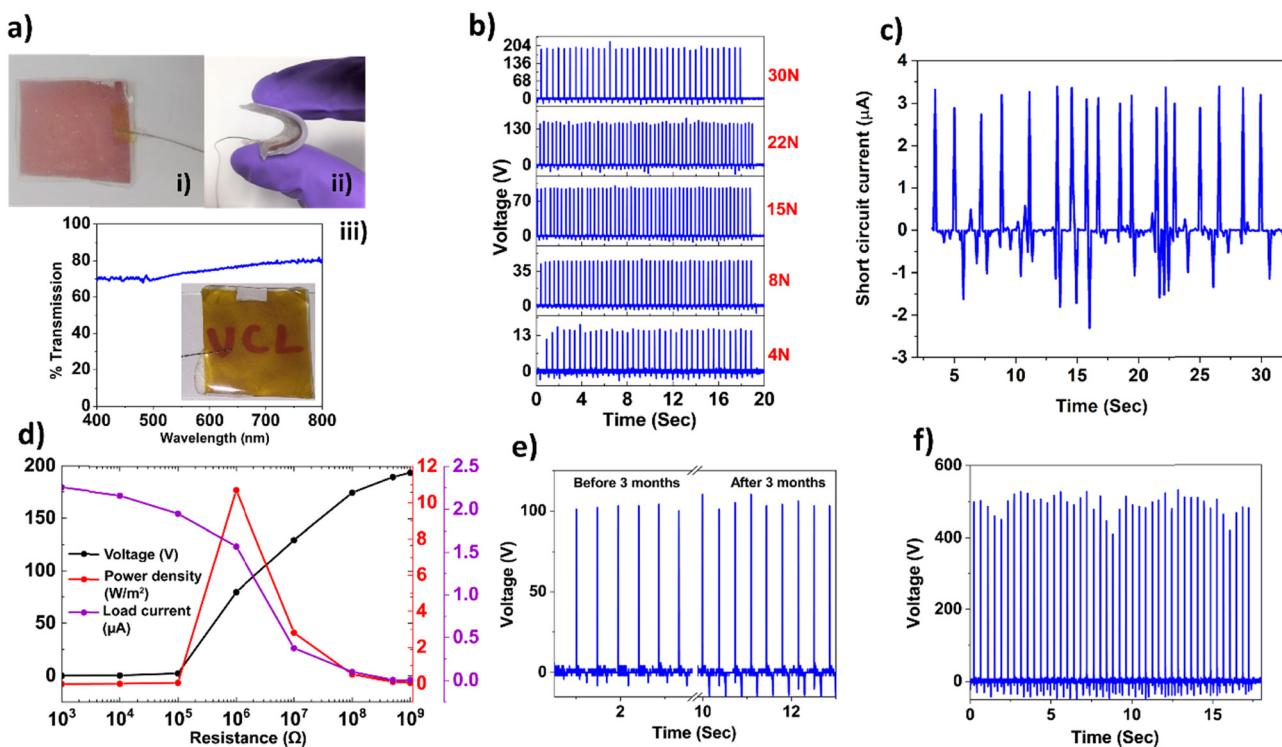 a)
i)
ii)
iii)
100
80
60
40
20
0
% Transmission
UCL
400 500 600 700 800
Wavelength (nm)
b)
204
136
68
0
30N
130
0
22N
70
0
15N
35
0
8N
13
0
4N
Voltage (V)
0 4 8 12 16 20
Time (Sec)
c)
4
3
2
1
0
-1
-2
-3
Short circuit current (μA)
5 10 15 20 25 30
Time (Sec)
d)
200
150
100
50
0
Voltage (V)
Power density
(W/m²)
Load current
(μA)
12
10
8
6
4
2
0
2.5
2.0
1.5
1.0
0.5
0.0
10³ 10⁴ 10⁵ 10⁶ 10⁷ 10⁸ 10⁹
Resistance (Ω)
e)
Before 3 months After 3 months
100
50
0
Voltage (V)
2 10 12
Time (Sec)
f)
600
400
200
0
Voltage (V)
0 5 10 15
Time (Sec)